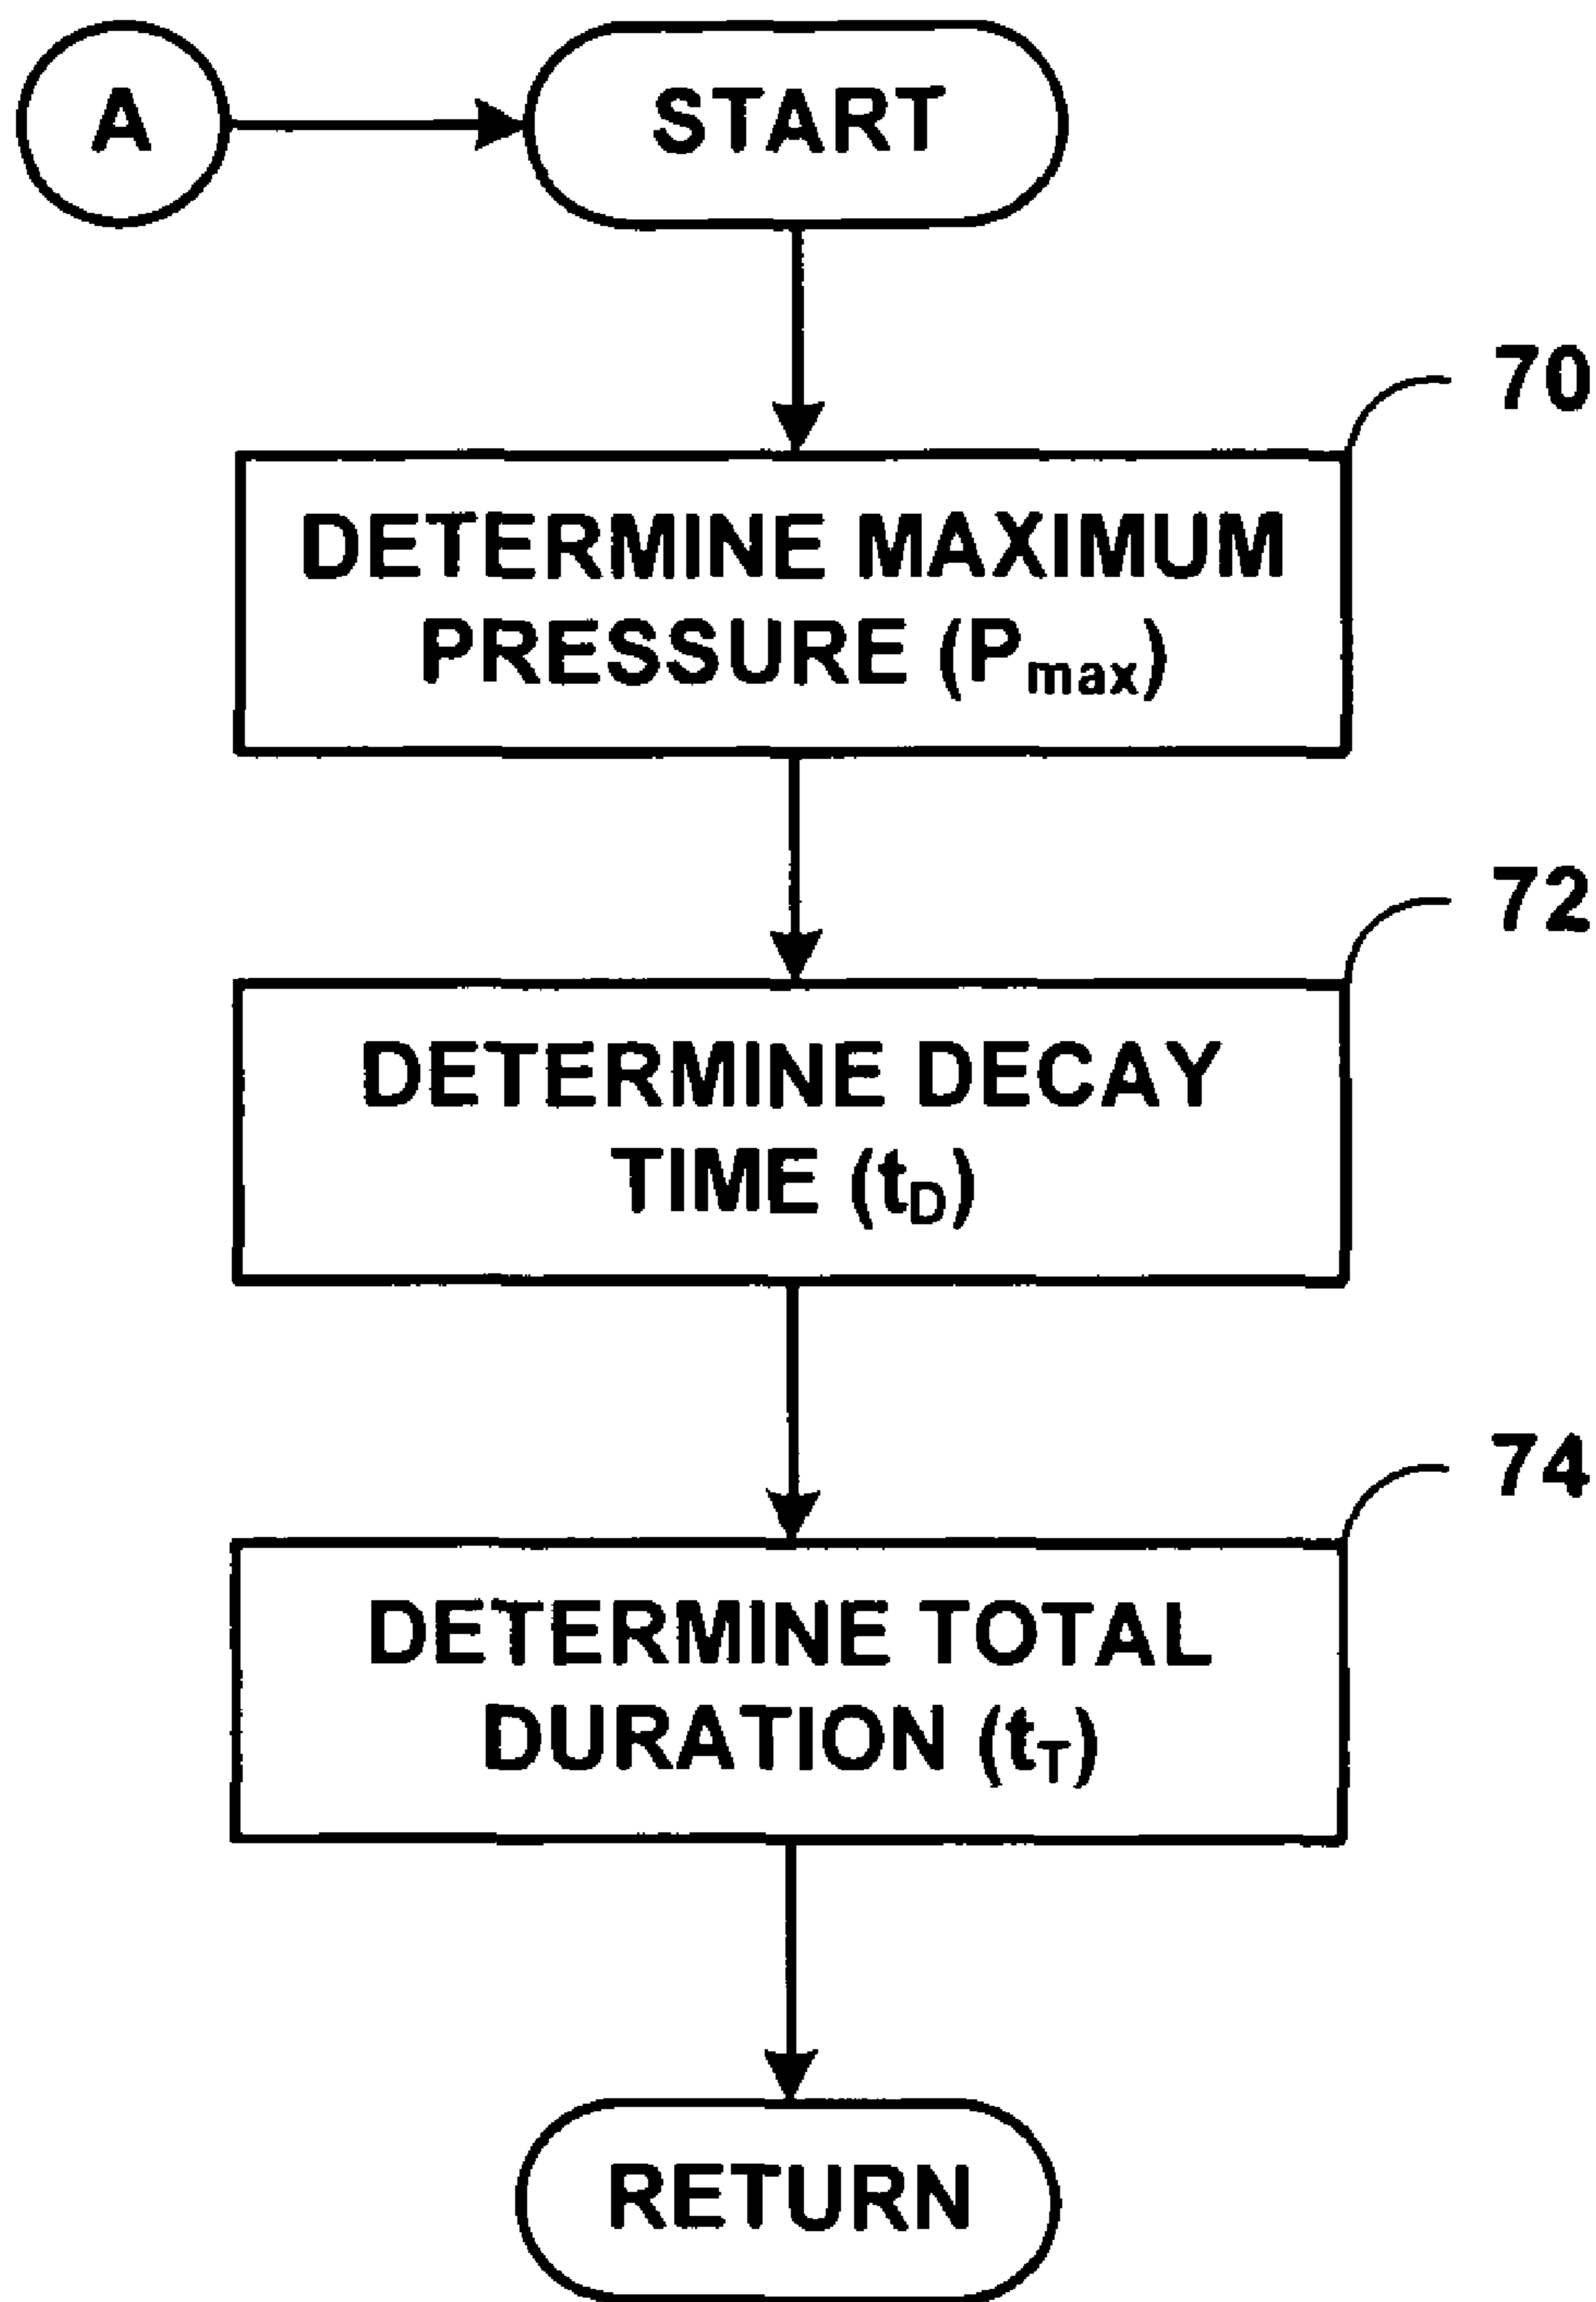 A
START
70
DETERMINE MAXIMUM
PRESSURE (Pmax)
72
DETERMINE DECAY
TIME (tD)
74
DETERMINE TOTAL
DURATION (tT)
RETURN